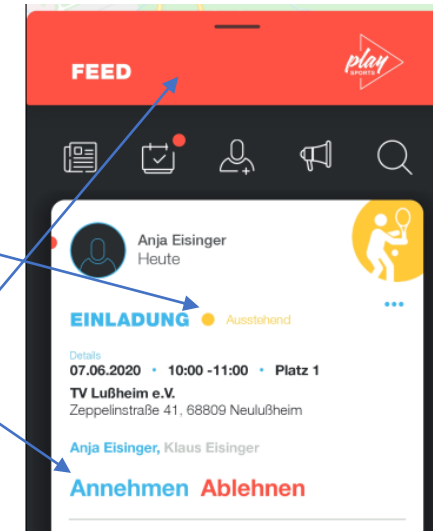 FEED
play
SPORTS
Anja Eisinger
Heute
EINLADUNG Ausstehend
Details
07.06.2020 • 10:00 -11:00 • Platz 1
TV Lußheim e.V.
Zeppelinstraße 41, 68809 Neulußheim
Anja Eisinger, Klaus Eisinger
Annehmen Ablehnen